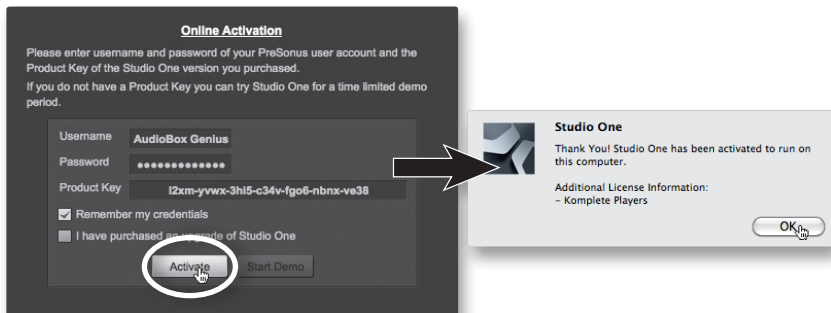 Online Activation
Please enter username and password of your PreSonus user account and the
Product Key of the Studio One version you purchased.
If you do not have a Product Key you can try Studio One for a time limited demo
period.
Username AudioBox Genius
Password •••••••••••••
Product Key l2xm-yvwx-3hl5-c34v-fgo6-nbnx-ve38
Remember my credentials
I have purchased an upgrade of Studio One
Activate Start Demo
Studio One
Thank You! Studio One has been activated to run on
this computer.
Additional License Information:
- Komplete Players
OK